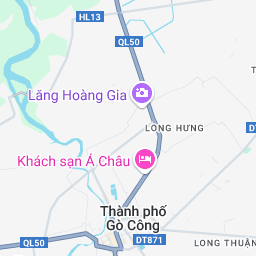 HL13
QL50
Lăng Hoàng Gia
LONG HƯNG
Khách sạn Á Châu
Thành phố
Gò Công
QL50
DT871
LONG THUẬN